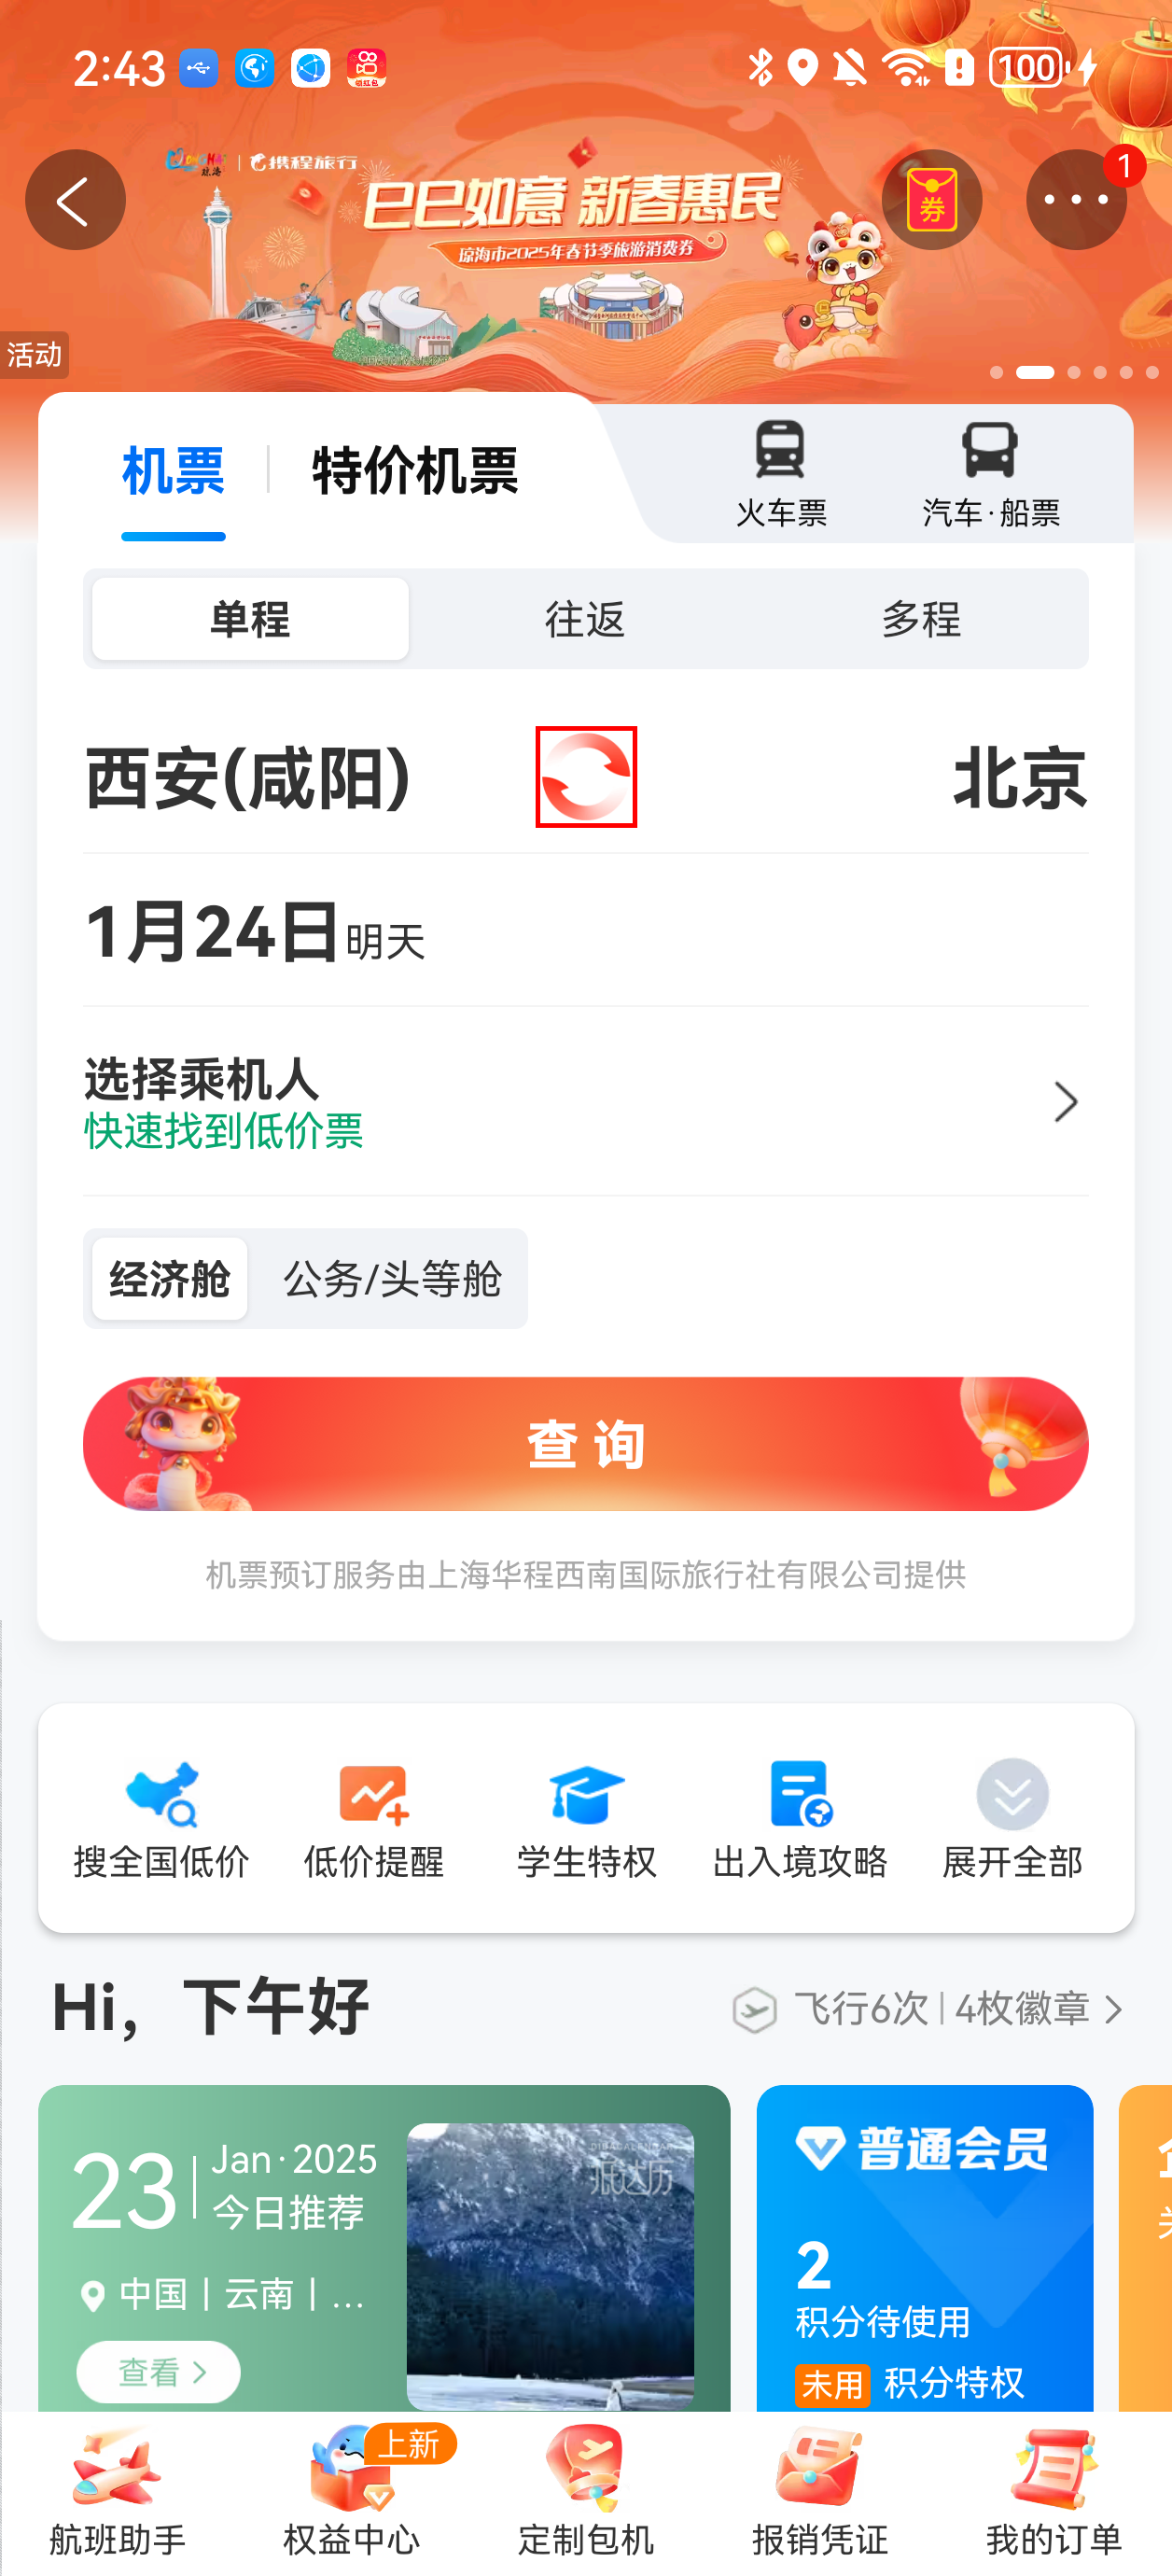 2:43
领红包
100
携程旅行
巳巳如意 新春惠民
琼海市2025年春节季旅游消费券
券
1
活动
机票
特价机票
火车票
汽车·船票
单程
往返
多程
西安(咸阳)
北京
1月24日明天
选择乘机人
快速找到低价票
经济舱
公务/头等舱
查询
机票预订服务由上海华程西南国际旅行社有限公司提供
搜全国低价
低价提醒
学生特权
出入境攻略
展开全部
Hi，下午好
飞行6次 | 4枚徽章
23
Jan·2025
今日推荐
中国 | 云南 | ...
查看
普通会员
2
积分待使用
未用 积分特权
上新
航班助手
权益中心
定制包机
报销凭证
我的订单